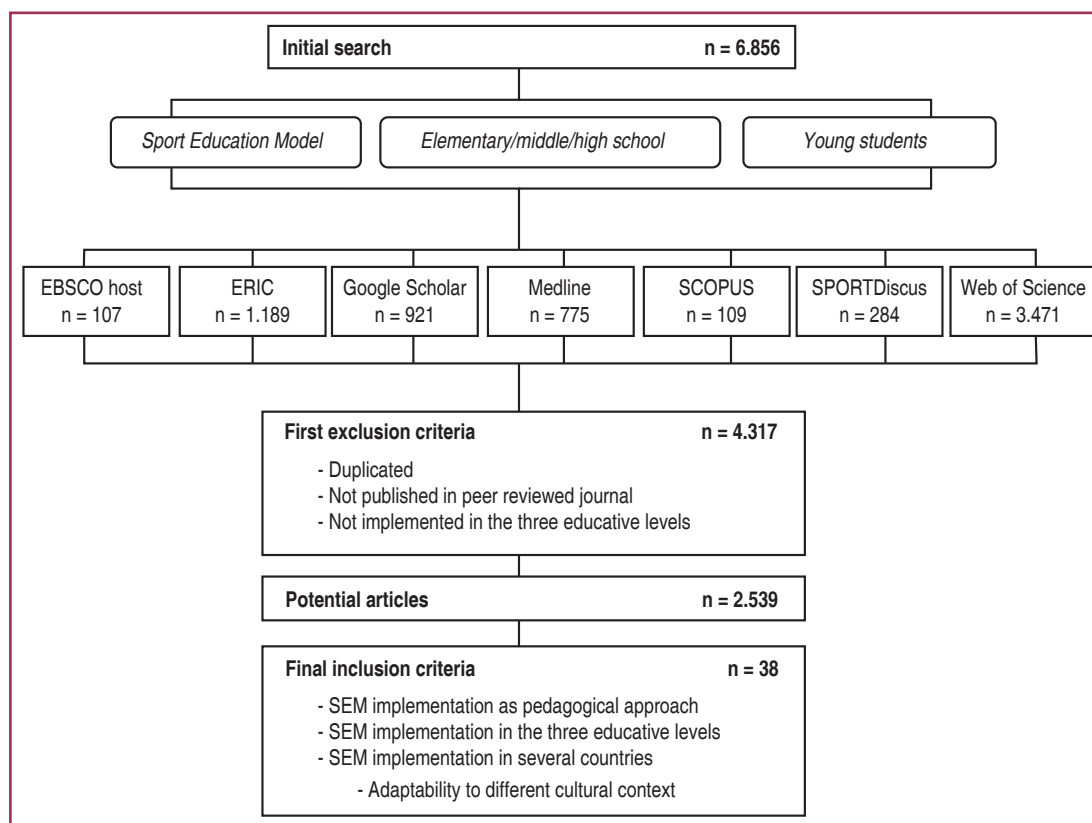 Initial search n = 6.856
Sport Education Model
Elementary/middle/high school
Young students
EBSCO host
n = 107
ERIC
n = 1.189
Google Scholar
n = 921
Medline
n = 775
SCOPUS
n = 109
SPORTDiscus
n = 284
Web of Science
n = 3.471
First exclusion criteria n = 4.317
- Duplicated
- Not published in peer reviewed journal
- Not implemented in the three educative levels
Potential articles n = 2.539
Final inclusion criteria n = 38
- SEM implementation as pedagogical approach
- SEM implementation in the three educative levels
- SEM implementation in several countries
- Adaptability to different cultural context